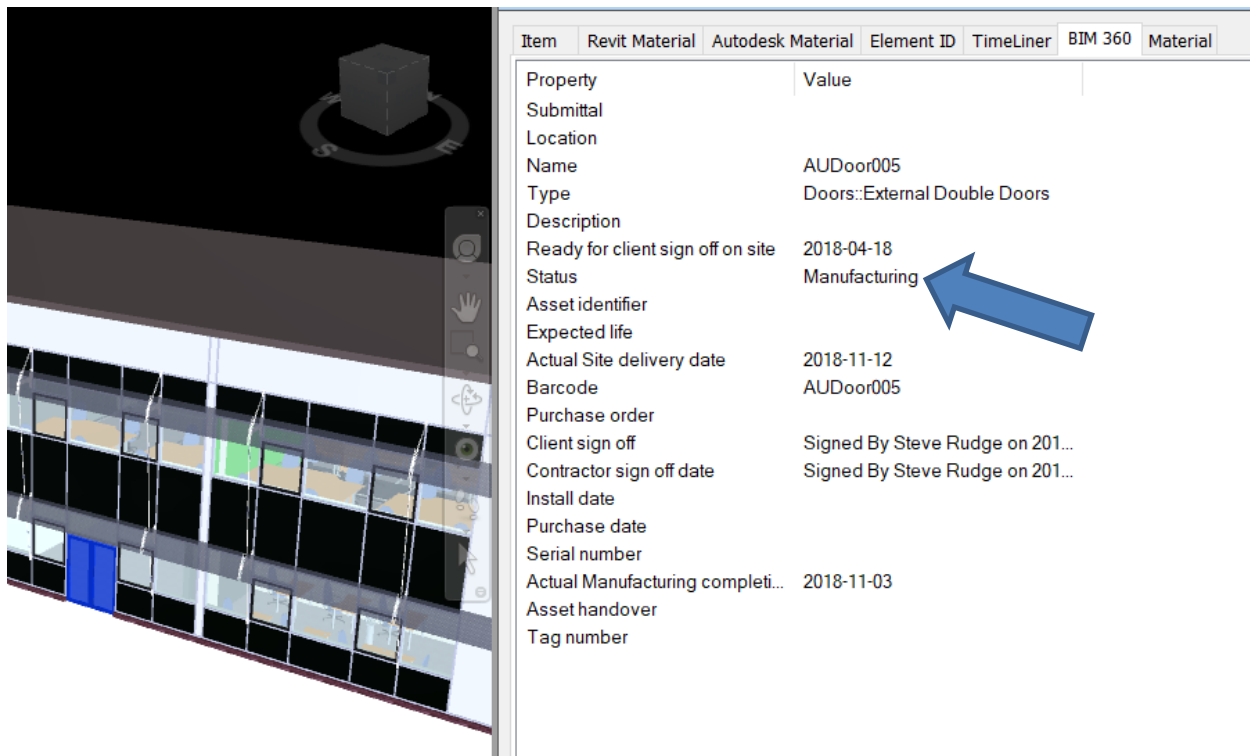 Item Revit Material Autodesk Material Element ID TimeLiner BIM 360 Material
Property Value
Submittal
Location
Name AUDoor005
Type Doors::External Double Doors
Description
Ready for client sign off on site 2018-04-18
Status Manufacturing
Asset identifier
Expected life
Actual Site delivery date 2018-11-12
Barcode AUDoor005
Purchase order
Client sign off Signed By Steve Rudge on 201...
Contractor sign off date Signed By Steve Rudge on 201...
Install date
Purchase date
Serial number
Actual Manufacturing completi... 2018-11-03
Asset handover
Tag number
S E